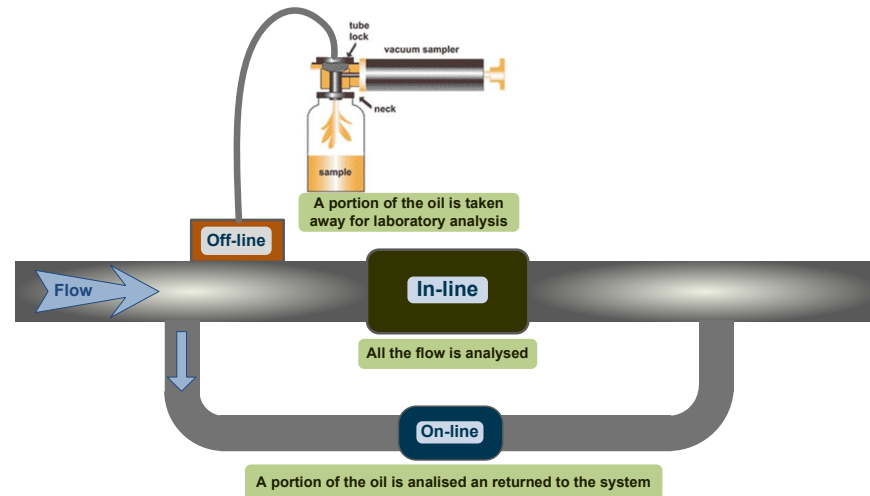 tube
lock
vacuum sampler
neck
sample
A portion of the oil is taken
away for laboratory analysis
Off-line
Flow
In-line
All the flow is analysed
On-line
A portion of the oil is analised an returned to the system